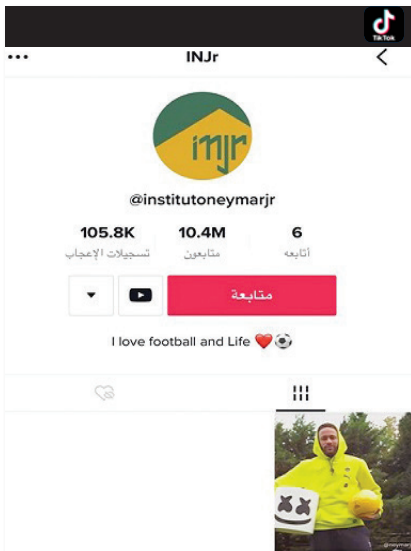 TikTok
INJr
injr
@institutoneymarjr
105.8K 10.4M 6
تسجيلات الإعجاب متابعون أتابعه
متابعة
I love football and Life ❤️⚽